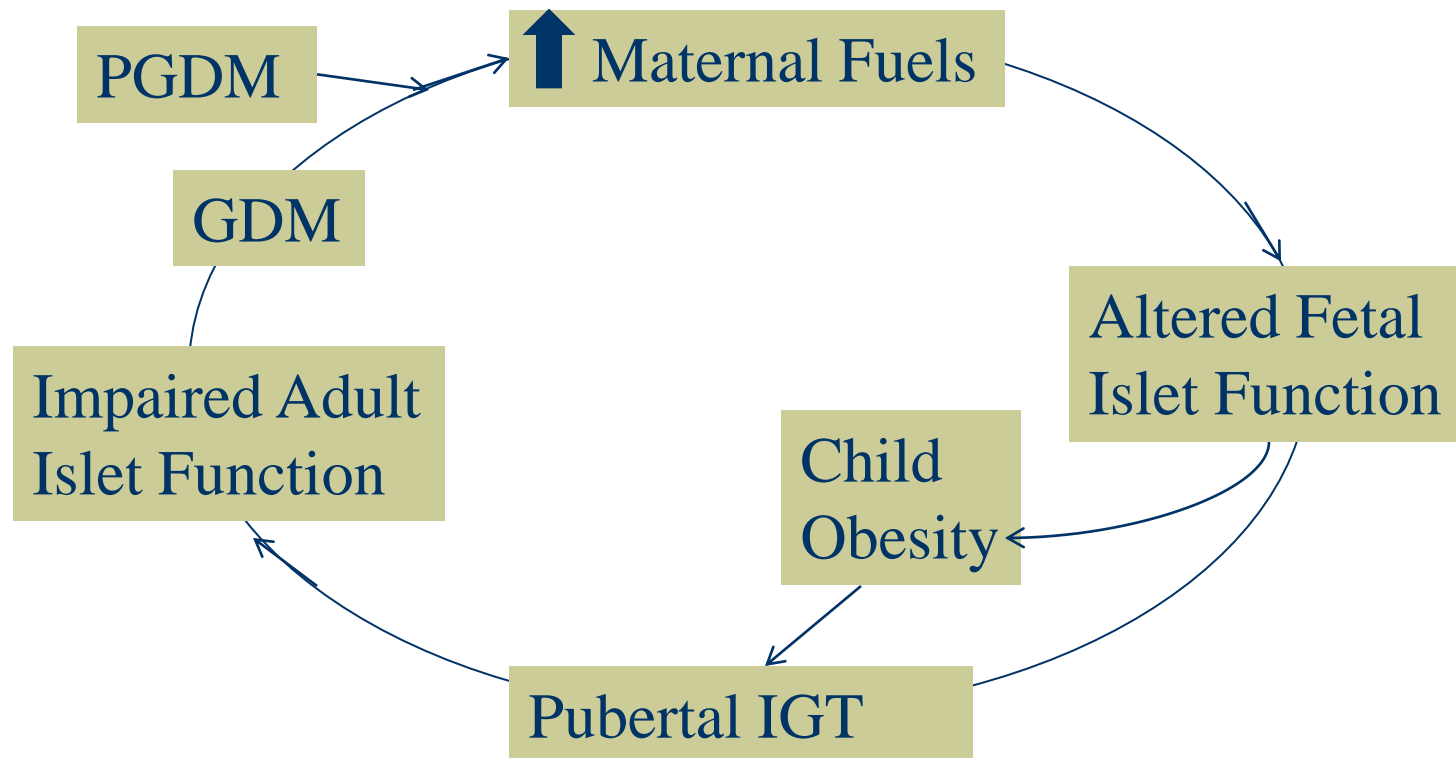 PGDM
Maternal Fuels
GDM
Altered Fetal
Islet Function
Impaired Adult
Islet Function
Child
Obesity
Pubertal IGT